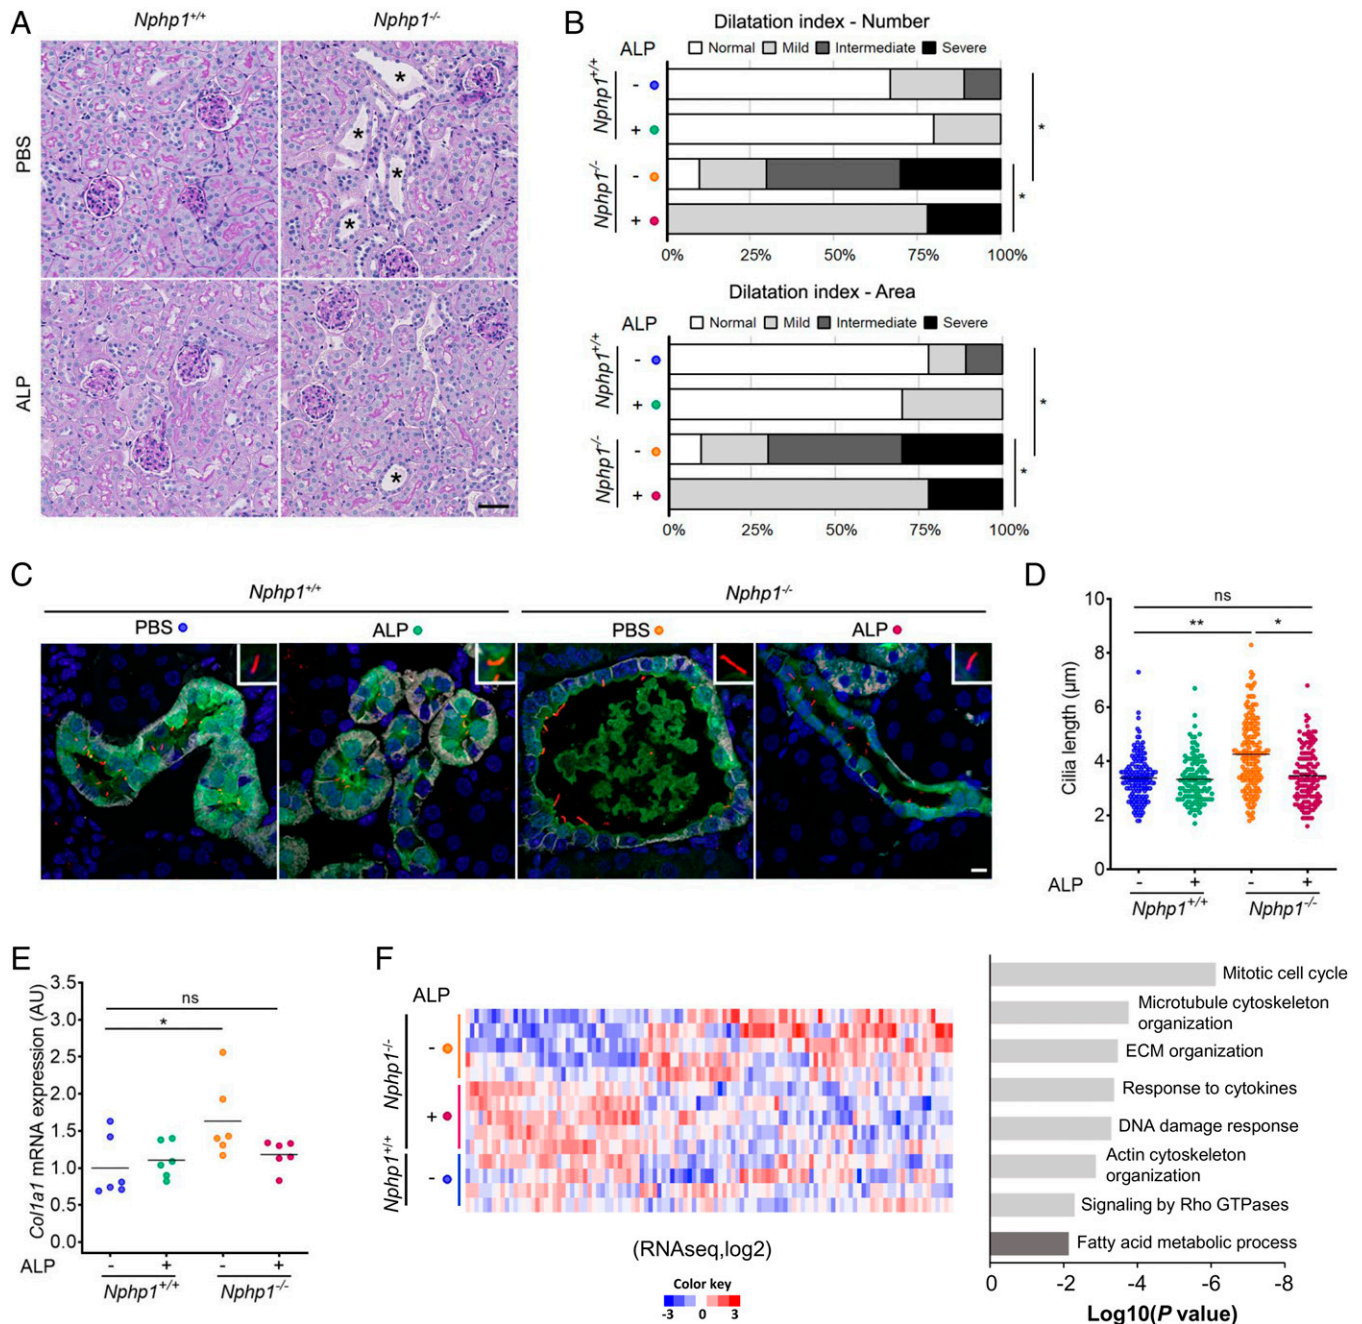 A
Nphp1+/+
Nphp1-/-
PBS
ALP
* * * *
*
B
Dilatation index - Number
ALP
Normal Mild Intermediate Severe
Nphp1+/+
-
+
Nphp1-/-
-
+
*
*
0% 25% 50% 75% 100%
Dilatation index - Area
ALP
Normal Mild Intermediate Severe
Nphp1+/+
-
+
Nphp1-/-
-
+
*
*
0% 25% 50% 75% 100%
C
Nphp1+/+
Nphp1-/-
PBS
ALP
PBS
ALP
D
Cilia length (µm)
10
8
6
4
2
0
ns
**
*
ALP - + - +
Nphp1+/+ Nphp1-/-
E
Col1a1 mRNA expression (AU)
3.5
3.0
2.5
2.0
1.5
1.0
0.5
0.0
ns
*
ALP - + - +
Nphp1+/+ Nphp1-/-
F
ALP
Nphp1-/-
-
+
Nphp1+/+
-
(RNAseq,log2)
Color key
-3 0 3
Mitotic cell cycle
Microtubule cytoskeleton
organization
ECM organization
Response to cytokines
DNA damage response
Actin cytoskeleton
organization
Signaling by Rho GTPases
Fatty acid metabolic process
0 -2 -4 -6 -8
Log10(P value)